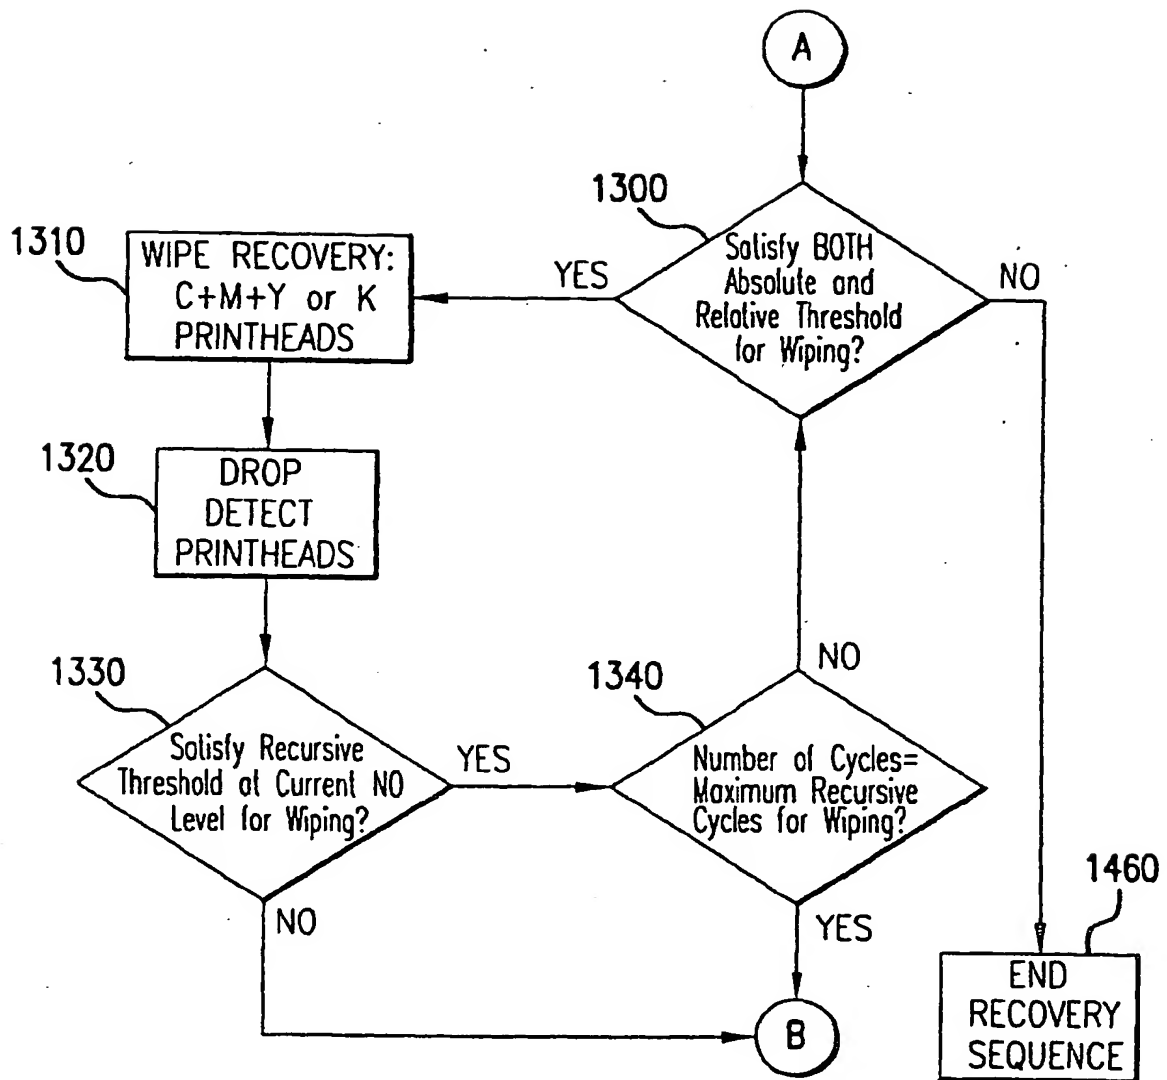 A
1300
Satisfy BOTH
Absolute and
Relative Threshold
for Wiping?
YES
NO
1310
WIPE RECOVERY:
C+M+Y or K
PRINTHEADS
1320
DROP
DETECT
PRINTHEADS
1330
Satisfy Recursive
Threshold at Current NO
Level for Wiping?
YES
NO
1340
Number of Cycles=
Maximum Recursive
Cycles for Wiping?
NO
YES
B
1460
END
RECOVERY
SEQUENCE